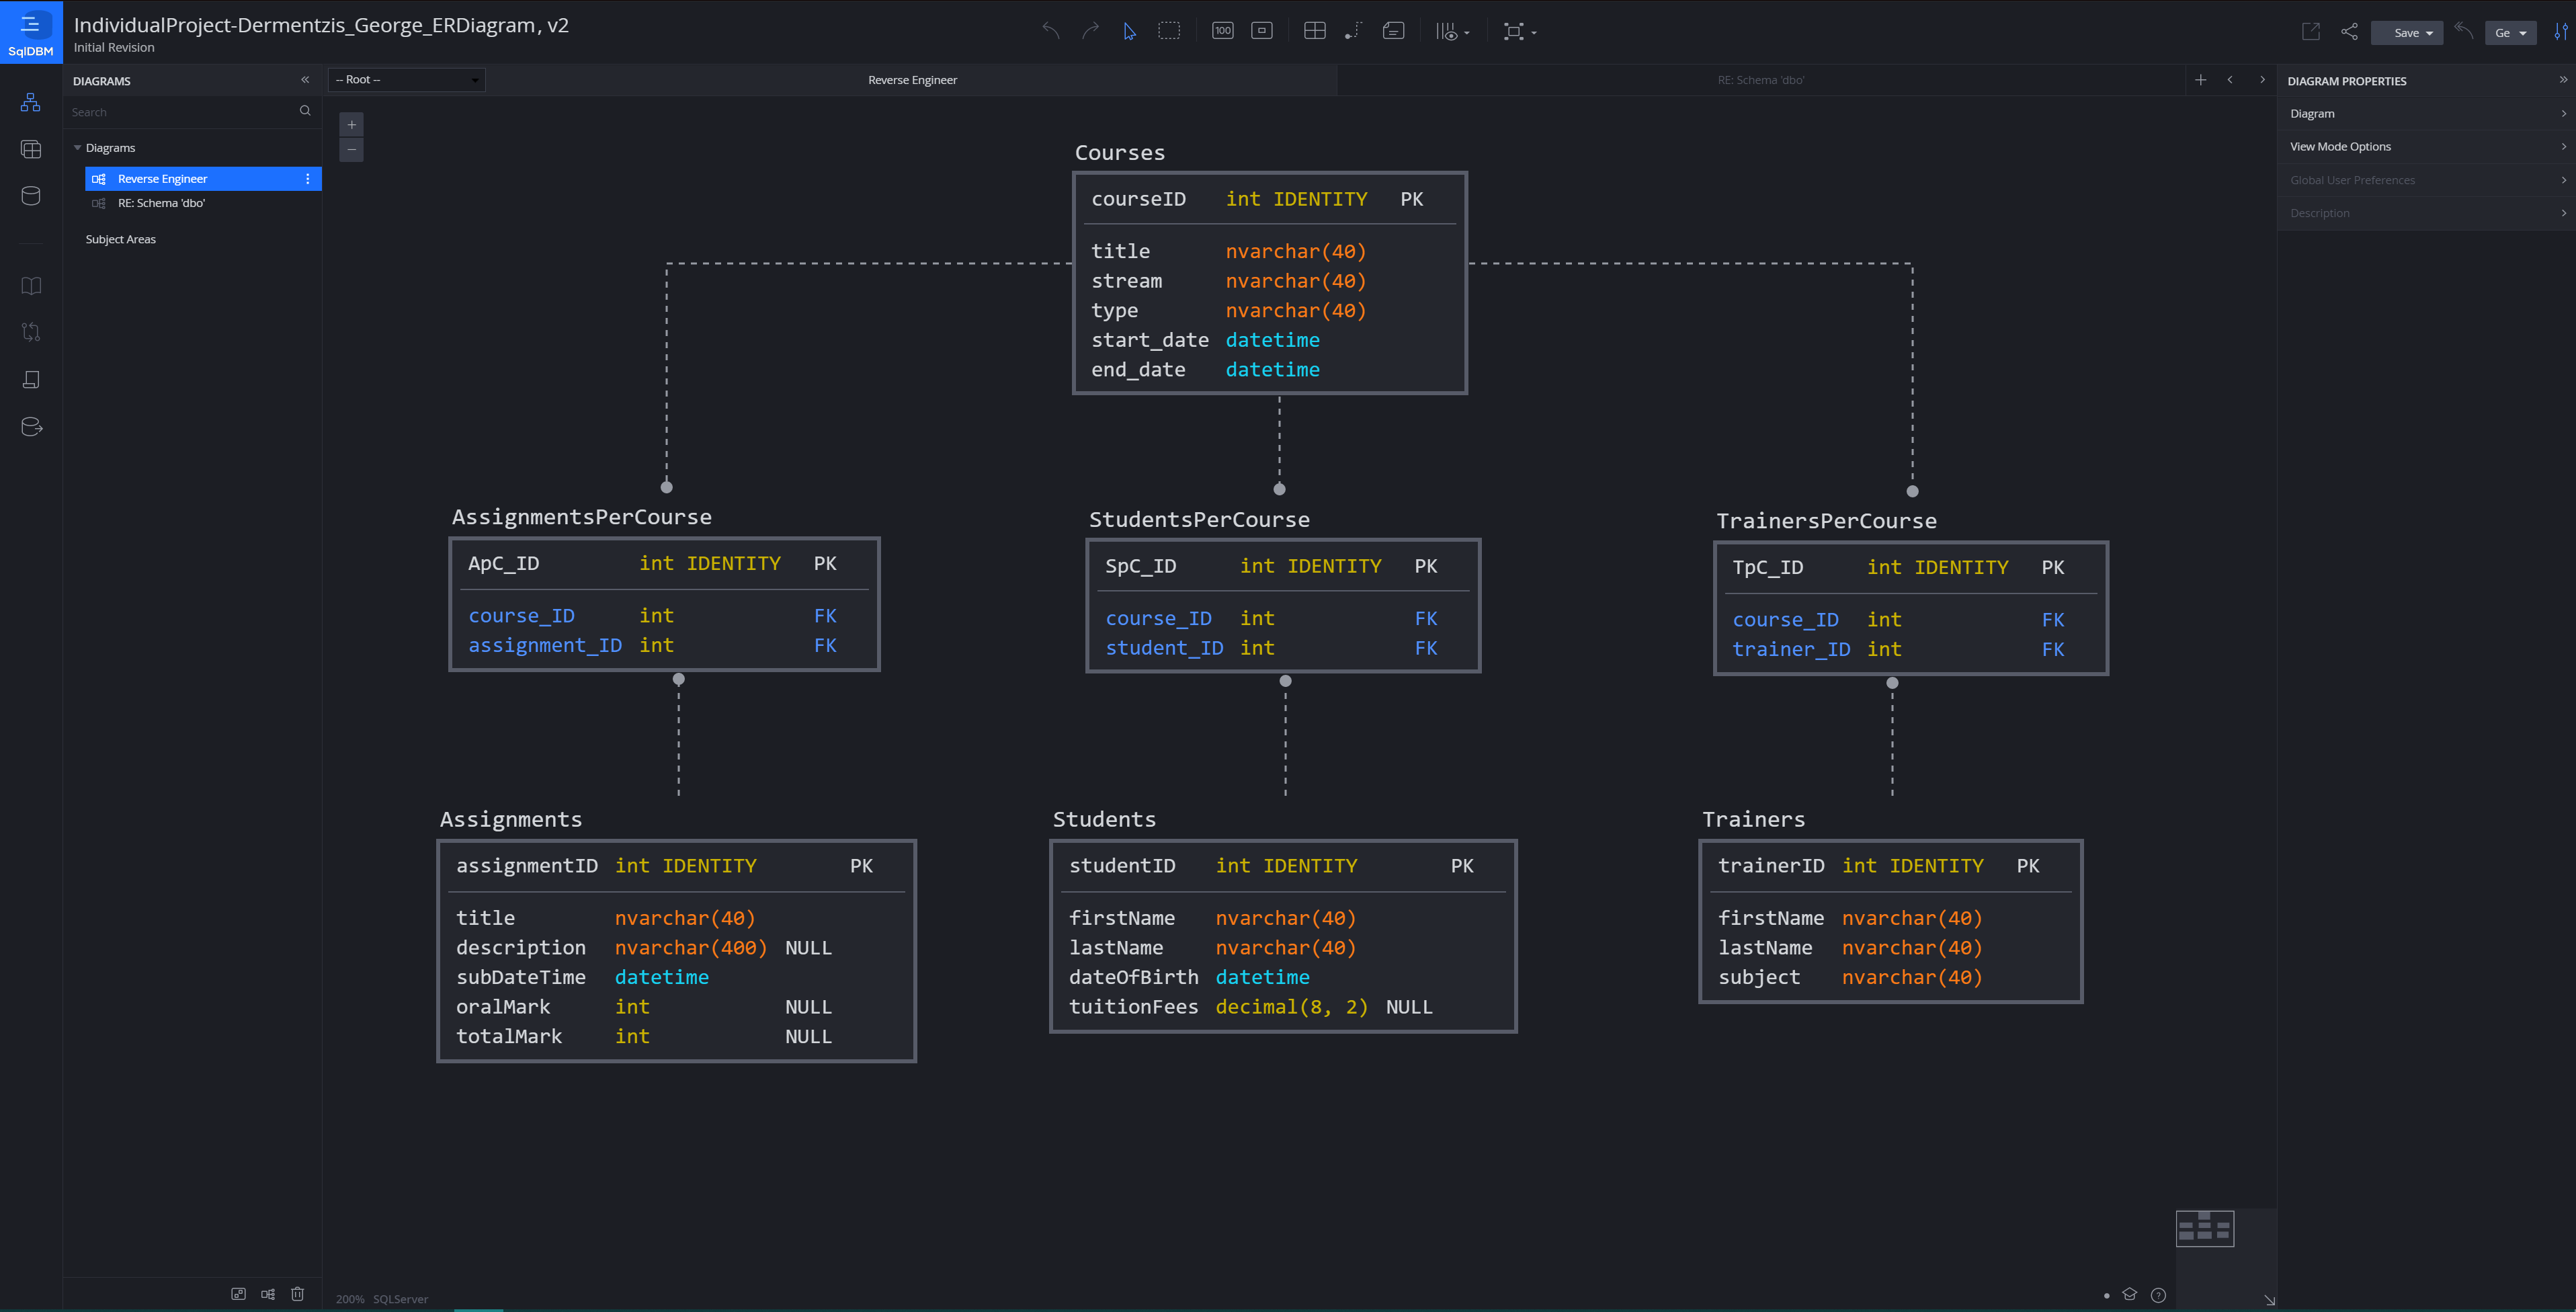 SqlDBM
IndividualProject-Dermentzis_George_ERDiagram, v2
Initial Revision
100
Save
Ge
DIAGRAMS
-- Root --
Reverse Engineer
RE: Schema 'dbo'
DIAGRAM PROPERTIES
Search
Diagrams
Reverse Engineer
RE: Schema 'dbo'
Subject Areas
Diagram
View Mode Options
Global User Preferences
Description
Courses
courseID int IDENTITY PK
title nvarchar(40)
stream nvarchar(40)
type nvarchar(40)
start_date datetime
end_date datetime
AssignmentsPerCourse
ApC_ID int IDENTITY PK
course_ID int FK
assignment_ID int FK
StudentsPerCourse
SpC_ID int IDENTITY PK
course_ID int FK
student_ID int FK
TrainersPerCourse
TpC_ID int IDENTITY PK
course_ID int FK
trainer_ID int FK
Assignments
assignmentID int IDENTITY PK
title nvarchar(40)
description nvarchar(400) NULL
subDateTime datetime
oralMark int NULL
totalMark int NULL
Students
studentID int IDENTITY PK
firstName nvarchar(40)
lastName nvarchar(40)
dateOfBirth datetime
tuitionFees decimal(8, 2) NULL
Trainers
trainerID int IDENTITY PK
firstName nvarchar(40)
lastName nvarchar(40)
subject nvarchar(40)
200% SQLServer